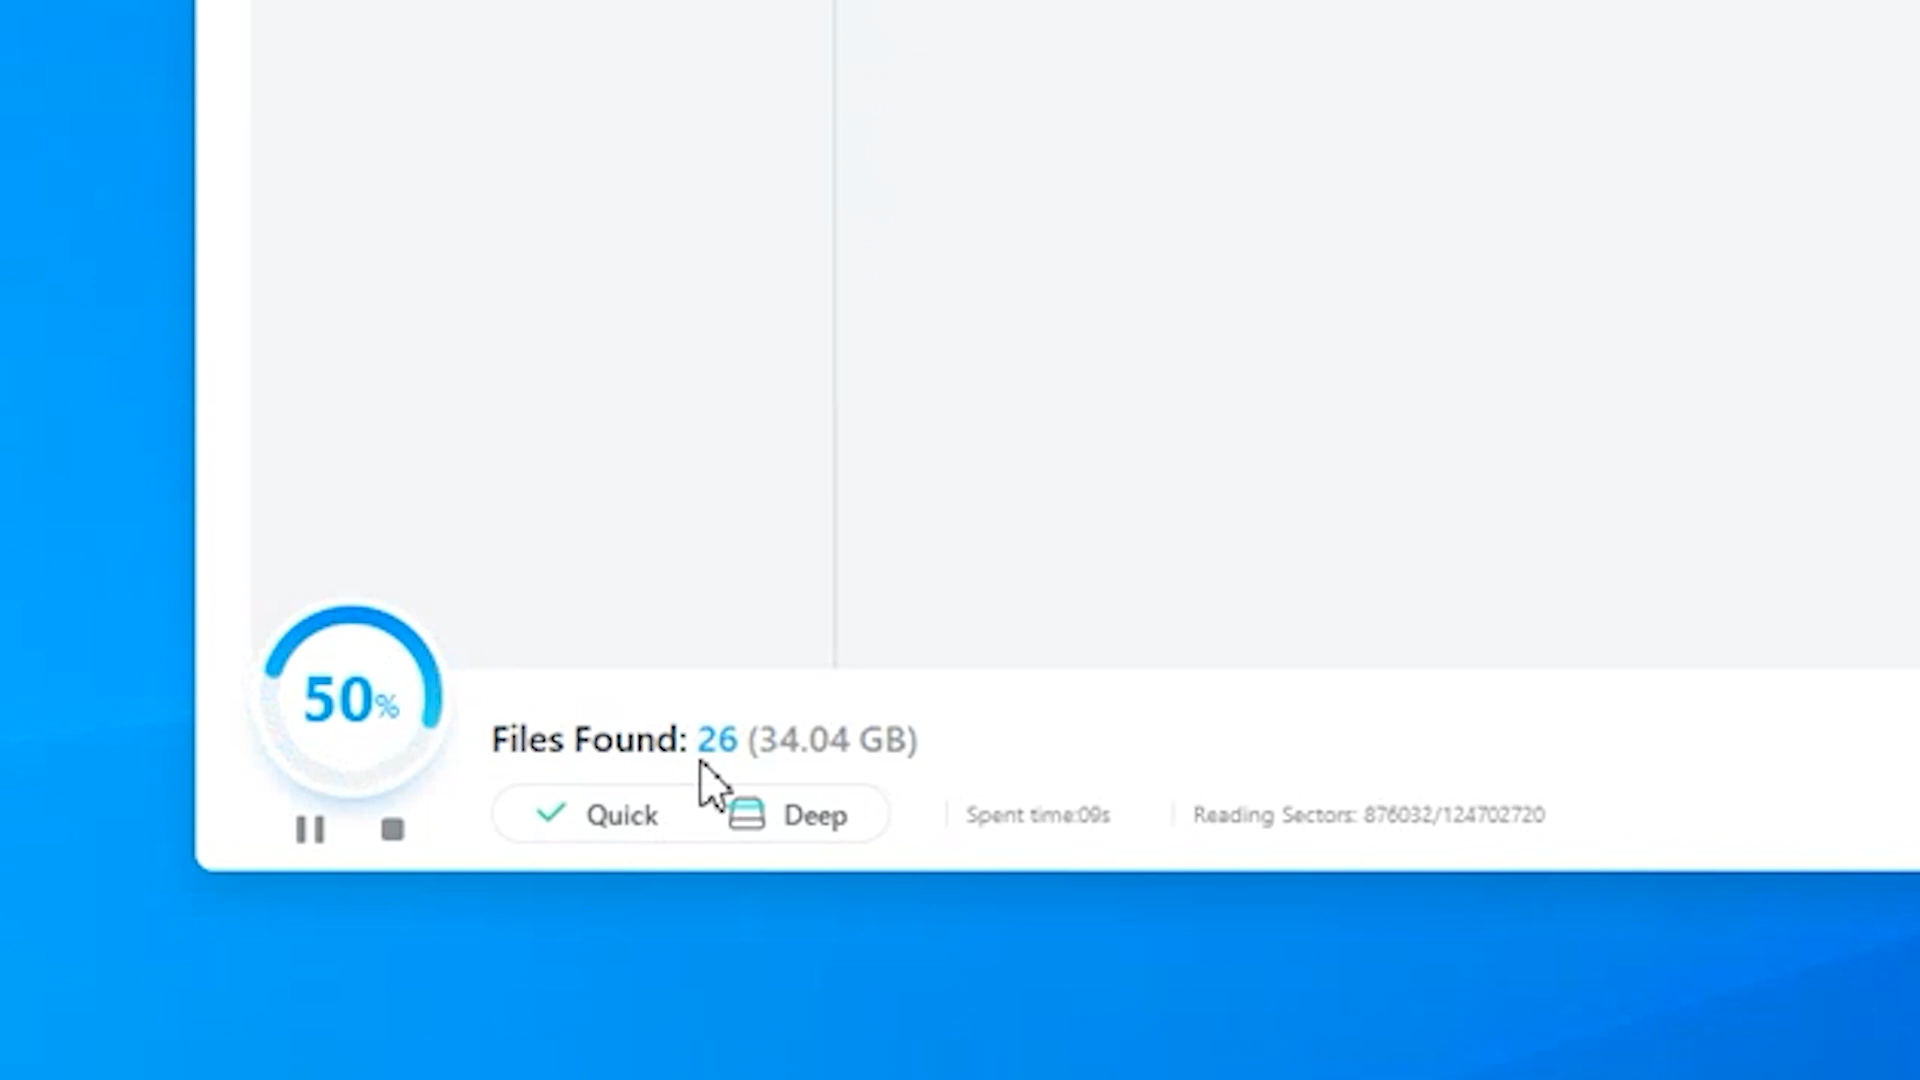 50%
Files Found: 26 (34.04 GB)
Quick Deep Spent time:09s Reading Sectors: 876032/124702720